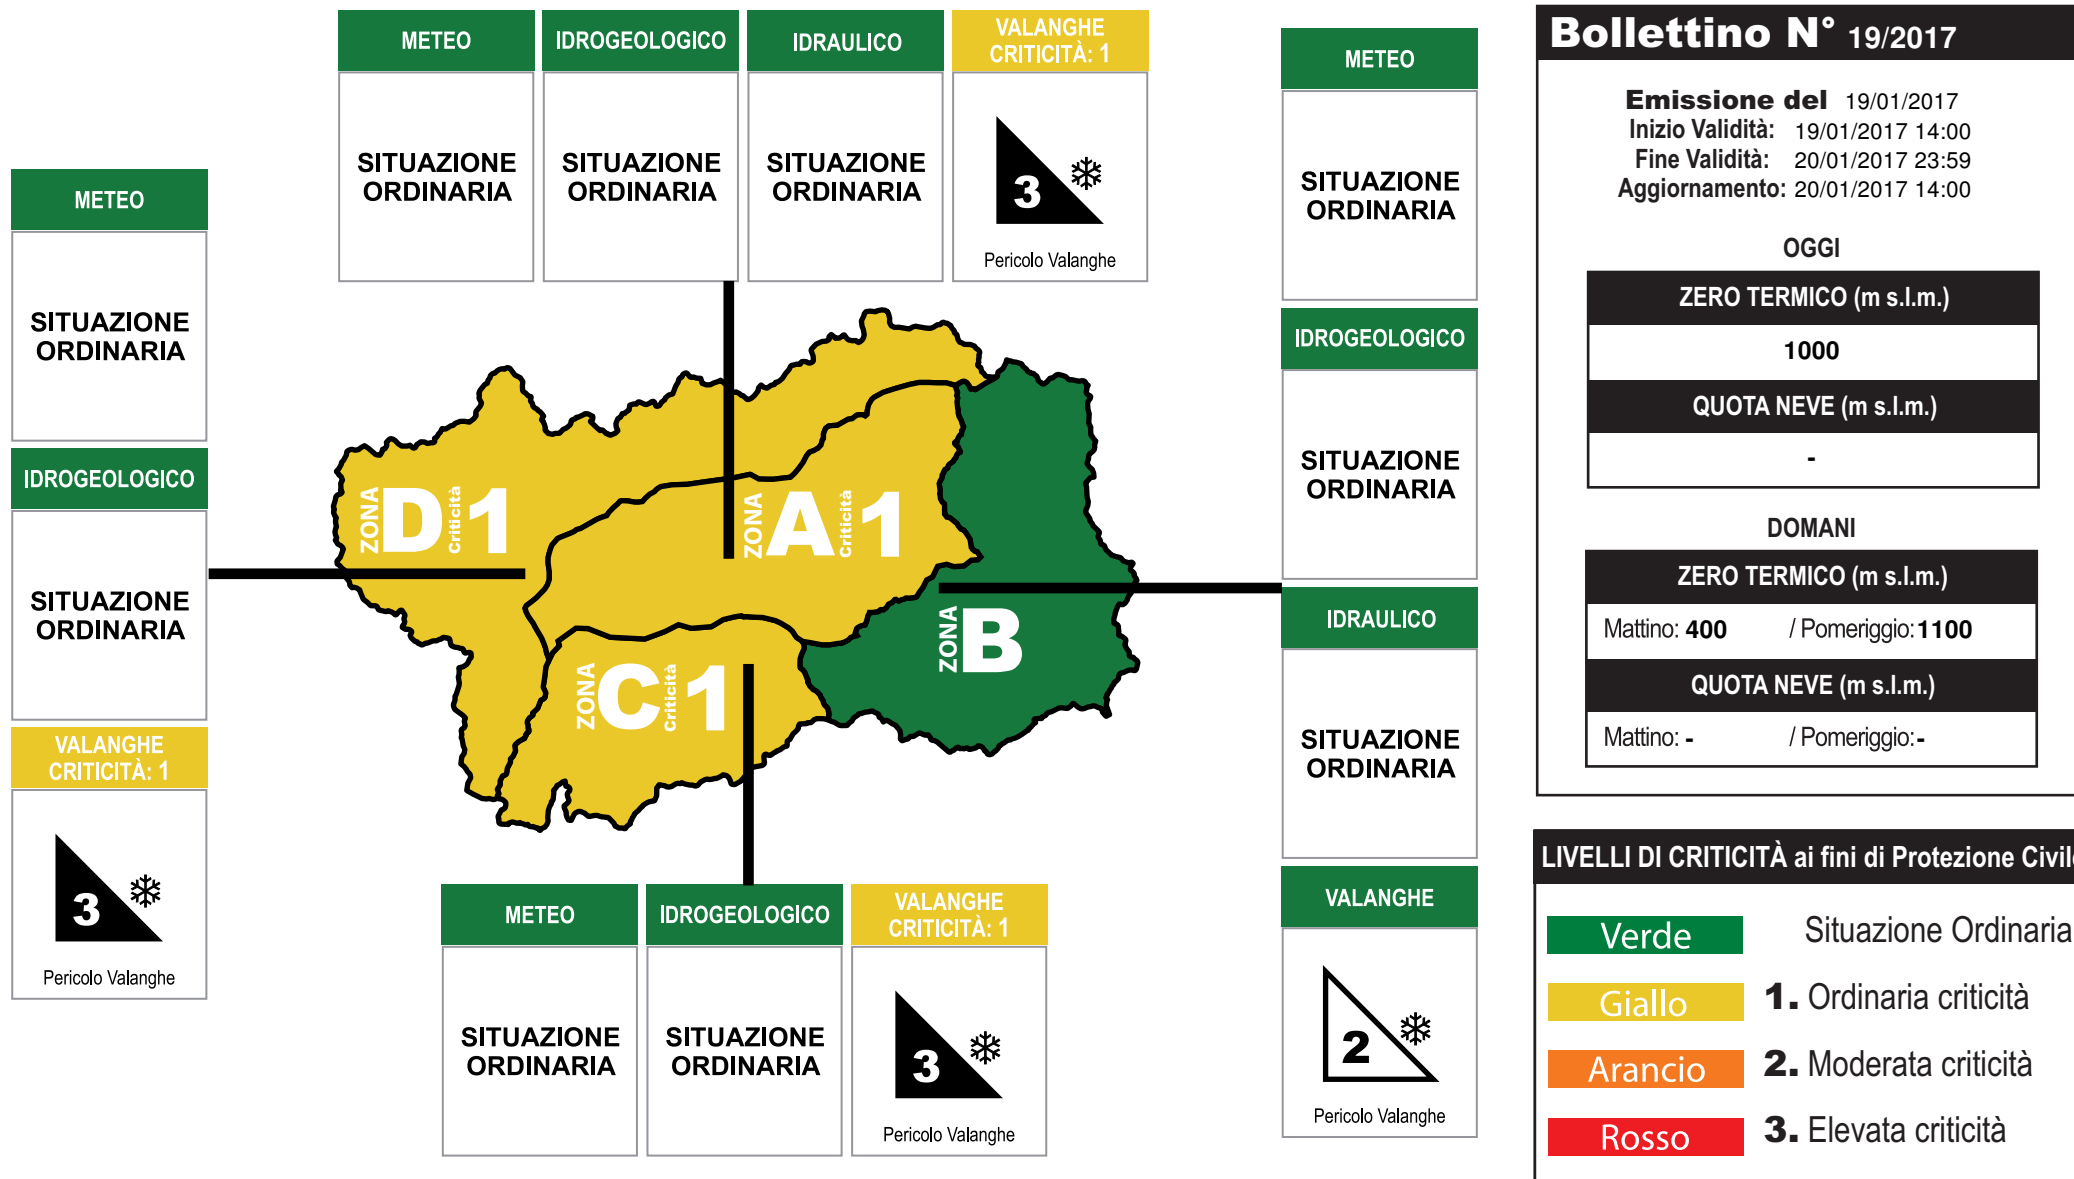 METEO
SITUAZIONE
ORDINARIA
IDROGEOLOGICO
SITUAZIONE
ORDINARIA
VALANGHE
CRITICITÀ: 1
3
Pericolo Valanghe
METEO
SITUAZIONE
ORDINARIA
IDROGEOLOGICO
SITUAZIONE
ORDINARIA
IDRAULICO
SITUAZIONE
ORDINARIA
VALANGHE
CRITICITÀ: 1
3
Pericolo Valanghe
ZONA D Criticità 1
ZONA A Criticità 1
ZONA B
ZONA C Criticità 1
METEO
SITUAZIONE
ORDINARIA
IDROGEOLOGICO
SITUAZIONE
ORDINARIA
VALANGHE
CRITICITÀ: 1
3
Pericolo Valanghe
METEO
SITUAZIONE
ORDINARIA
IDROGEOLOGICO
SITUAZIONE
ORDINARIA
IDRAULICO
SITUAZIONE
ORDINARIA
VALANGHE
2
Pericolo Valanghe
Bollettino N° 19/2017
Emissione del 19/01/2017
Inizio Validità: 19/01/2017 14:00
Fine Validità: 20/01/2017 23:59
Aggiornamento: 20/01/2017 14:00
OGGI
ZERO TERMICO (m s.l.m.)
1000
QUOTA NEVE (m s.l.m.)
-
DOMANI
ZERO TERMICO (m s.l.m.)
Mattino: 400 / Pomeriggio: 1100
QUOTA NEVE (m s.l.m.)
Mattino: - / Pomeriggio: -
LIVELLI DI CRITICITÀ ai fini di Protezione Civile
Verde Situazione Ordinaria
Giallo 1. Ordinaria criticità
Arancio 2. Moderata criticità
Rosso 3. Elevata criticità